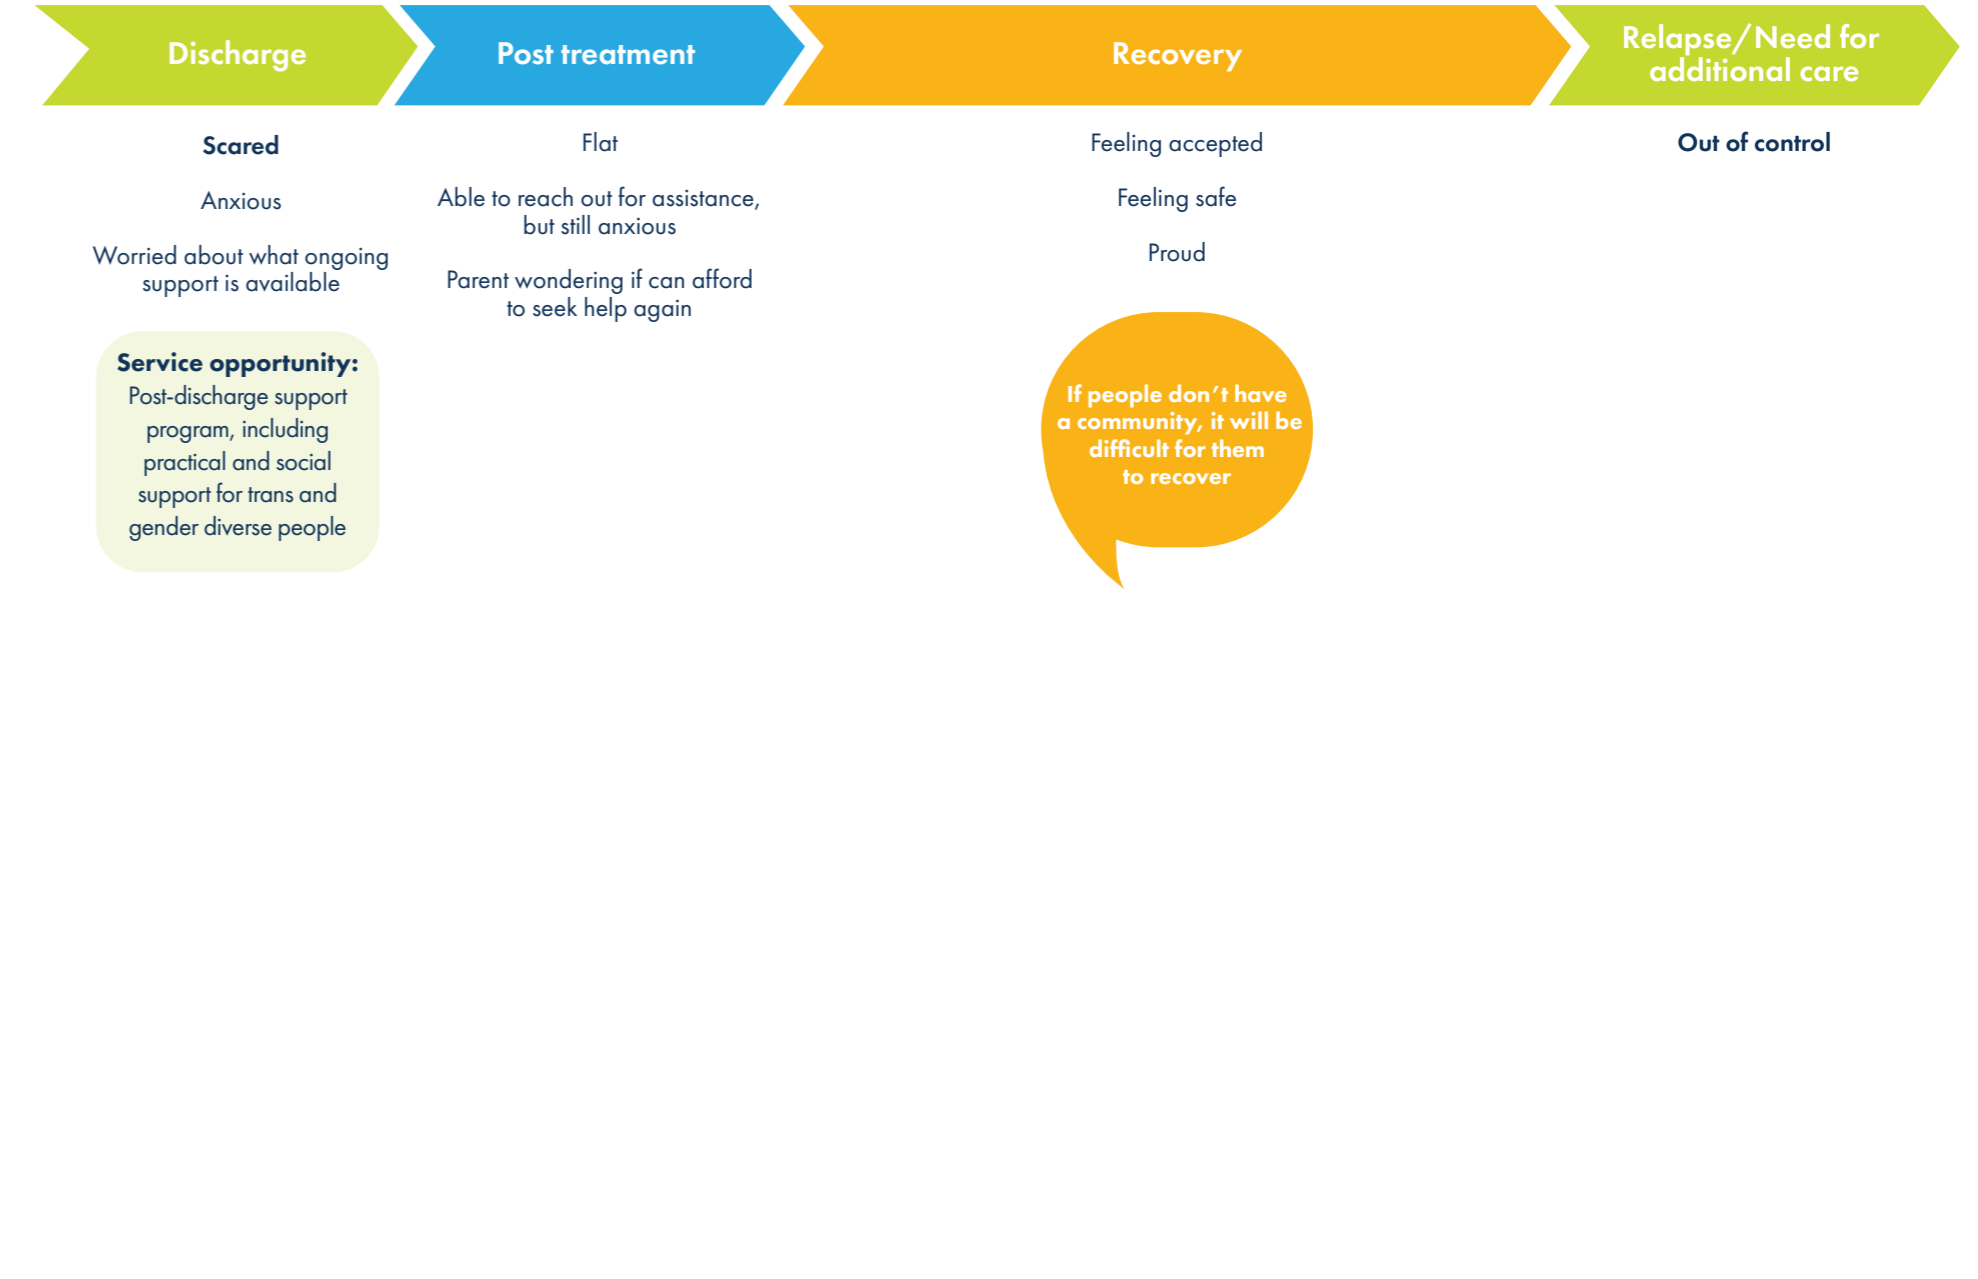 Discharge
Post treatment
Recovery
Relapse/Need for
additional care
Scared
Anxious
Worried about what ongoing
support is available
Service opportunity:
Post-discharge support
program, including
practical and social
support for trans and
gender diverse people
Flat
Able to reach out for assistance,
but still anxious
Parent wondering if can afford
to seek help again
Feeling accepted
Feeling safe
Proud
If people don’t have
a community, it will be
difficult for them
to recover
Out of control